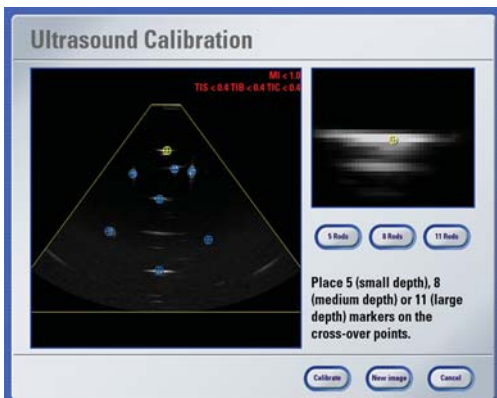 Ultrasound Calibration
MI < 1.0
TIS < 0.4 TIB < 0.4 TIC < 0.4
5 Rods
8 Rods
11 Rods
Place 5 (small depth), 8
(medium depth) or 11 (large
depth) markers on the
cross-over points.
Calibrate
New image
Cancel